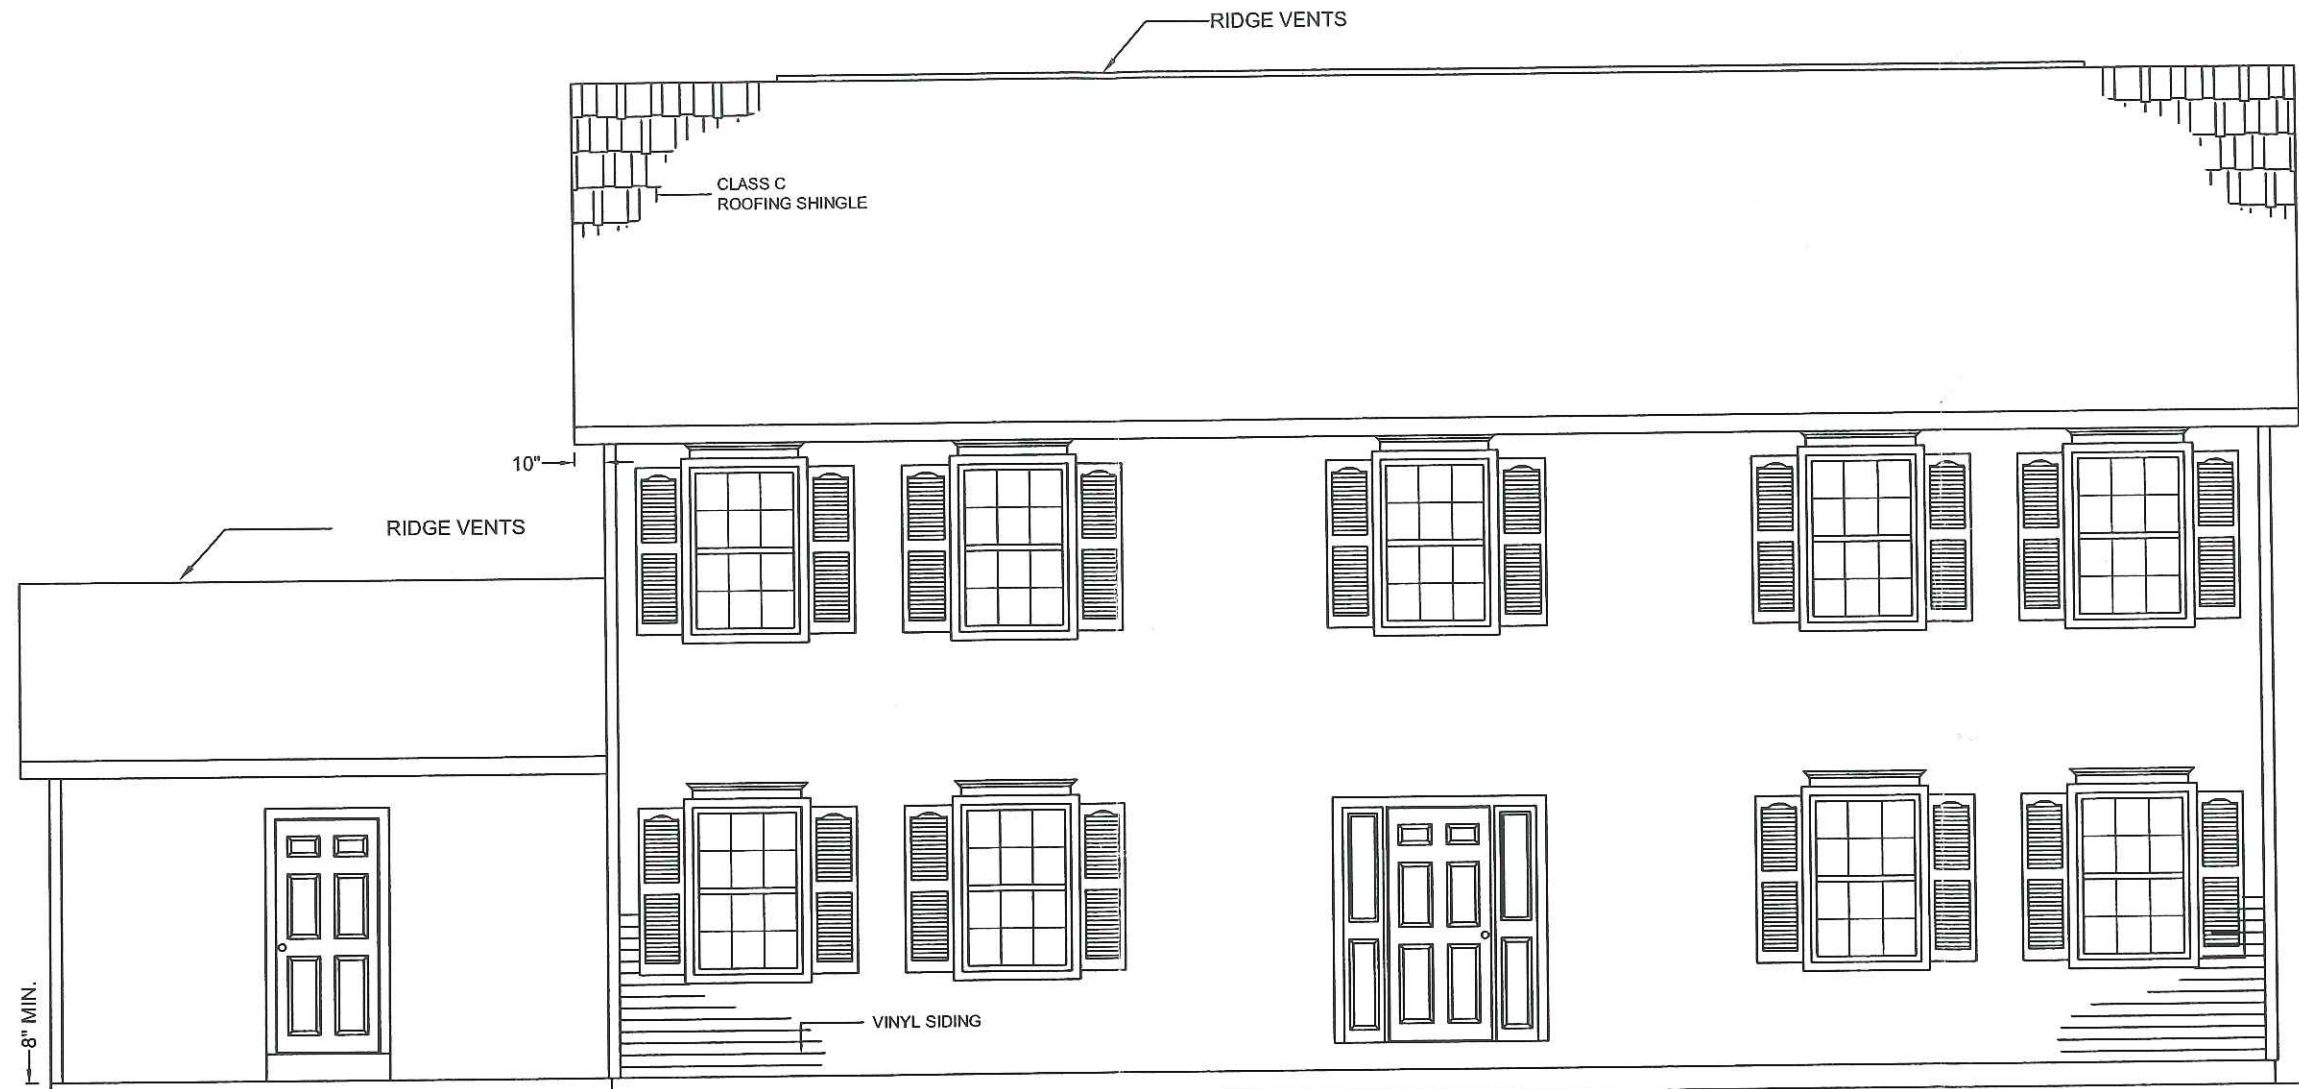 RIDGE VENTS
CLASS C
ROOFING SHINGLE
10"
RIDGE VENTS
8" MIN.
VINYL SIDING